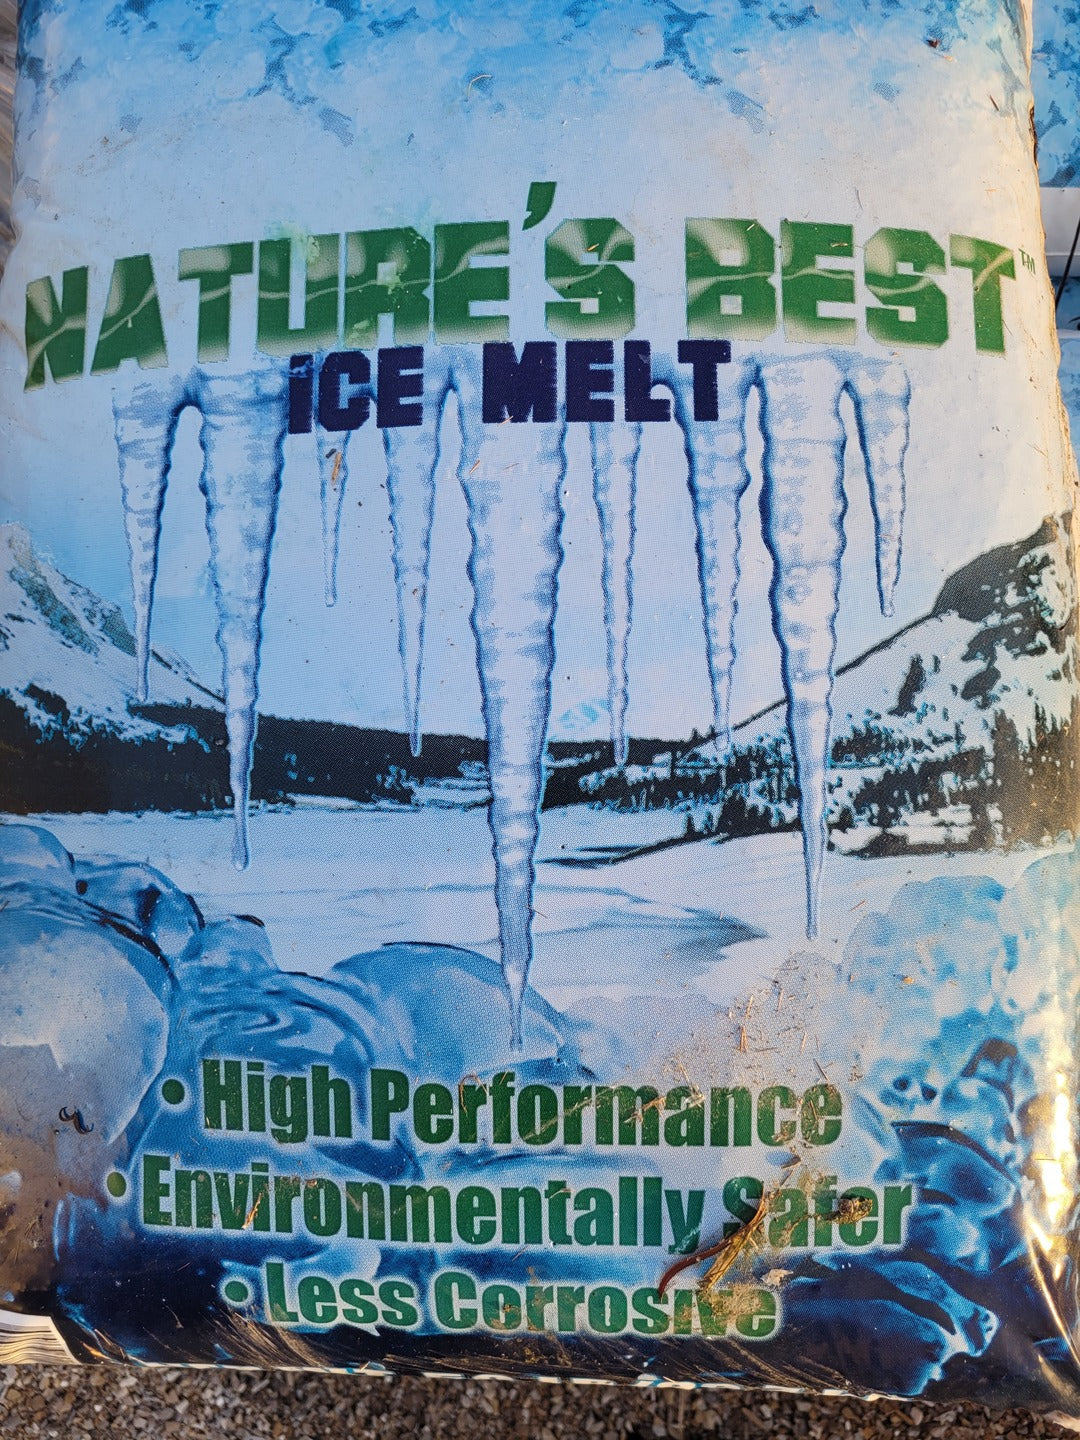 NATURE'S BEST™
ICE MELT
• High Performance
• Environmentally Safer
• Less Corrosive